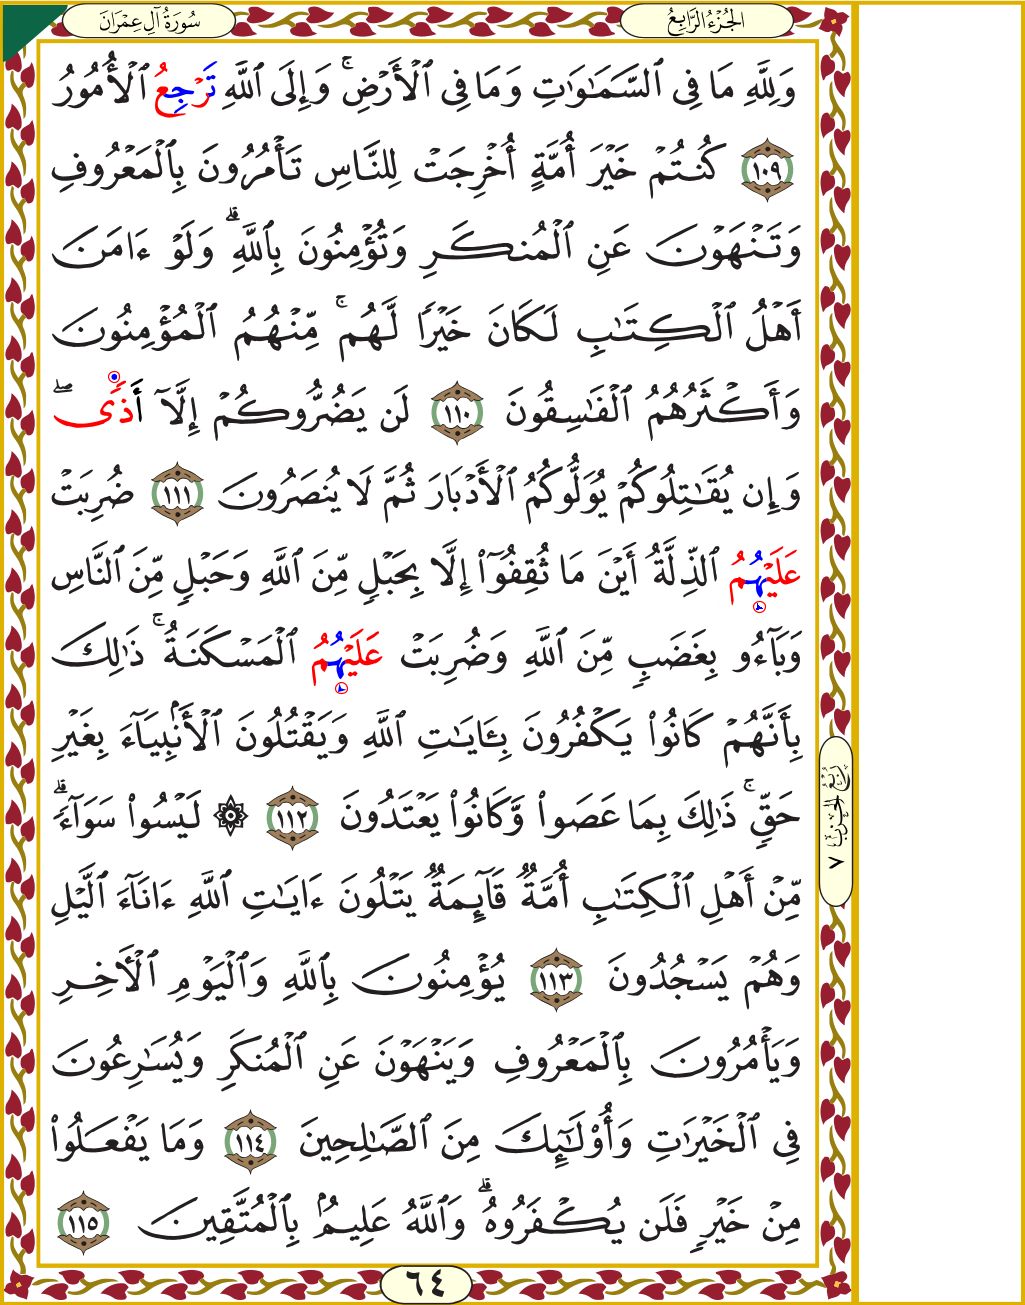 سُورَةُ آلِ عِمْرَان
الجُزْءُ الرَّابِعُ
وَلِلَّهِ مَا فِي ٱلسَّمَٰوَٰتِ وَمَا فِي ٱلۡأَرۡضِۚ وَإِلَى ٱللَّهِ تَرۡجِعُ ٱلۡأُمُورُ
١٠٩ كُنتُمۡ خَيۡرَ أُمَّةٍ أُخۡرِجَتۡ لِلنَّاسِ تَأۡمُرُونَ بِٱلۡمَعۡرُوفِ
وَتَنۡهَوۡنَ عَنِ ٱلۡمُنكَرِ وَتُؤۡمِنُونَ بِٱللَّهِۗ وَلَوۡ ءَامَنَ
أَهۡلُ ٱلۡكِتَٰبِ لَكَانَ خَيۡرٗا لَّهُمۚ مِّنۡهُمُ ٱلۡمُؤۡمِنُونَ
وَأَكۡثَرُهُمُ ٱلۡفَٰسِقُونَ ١١٠ لَن يَضُرُّوكُمۡ إِلَّآ أَذٗىۖ
وَإِن يُقَٰتِلُوكُمۡ يُوَلُّوكُمُ ٱلۡأَدۡبَارَ ثُمَّ لَا يُنصَرُونَ ١١١ ضُرِبَتۡ
عَلَيۡهُمُ ٱلذِّلَّةُ أَيۡنَ مَا ثُقِفُوٓاْ إِلَّا بِحَبۡلٖ مِّنَ ٱللَّهِ وَحَبۡلٖ مِّنَ ٱلنَّاسِ
وَبَآءُو بِغَضَبٖ مِّنَ ٱللَّهِ وَضُرِبَتۡ عَلَيۡهُمُ ٱلۡمَسۡكَنَةُۚ ذَٰلِكَ
بِأَنَّهُمۡ كَانُواْ يَكۡفُرُونَ بِـَٔايَٰتِ ٱللَّهِ وَيَقۡتُلُونَ ٱلۡأَنۢبِيَآءَ بِغَيۡرِ
حَقّٖۚ ذَٰلِكَ بِمَا عَصَواْ وَّكَانُواْ يَعۡتَدُونَ ١١٢ ۞ لَيۡسُواْ سَوَآءٗۗ
مِّنۡ أَهۡلِ ٱلۡكِتَٰبِ أُمَّةٞ قَآئِمَةٞ يَتۡلُونَ ءَايَٰتِ ٱللَّهِ ءَانَآءَ ٱلَّيۡلِ
وَهُمۡ يَسۡجُدُونَ ١١٣ يُؤۡمِنُونَ بِٱللَّهِ وَٱلۡيَوۡمِ ٱلۡأٓخِرِ
وَيَأۡمُرُونَ بِٱلۡمَعۡرُوفِ وَيَنۡهَوۡنَ عَنِ ٱلۡمُنكَرِ وَيُسَٰرِعُونَ
فِي ٱلۡخَيۡرَٰتِ وَأُوْلَٰٓئِكَ مِنَ ٱلصَّٰلِحِينَ ١١٤ وَمَا يَفۡعَلُواْ
مِنۡ خَيۡرٖ فَلَن يُكۡفَرُوهُۗ وَٱللَّهُ عَلِيمُۢ بِٱلۡمُتَّقِينَ ١١٥
رُبْعُ الحِزْبِ ٧
٦٤